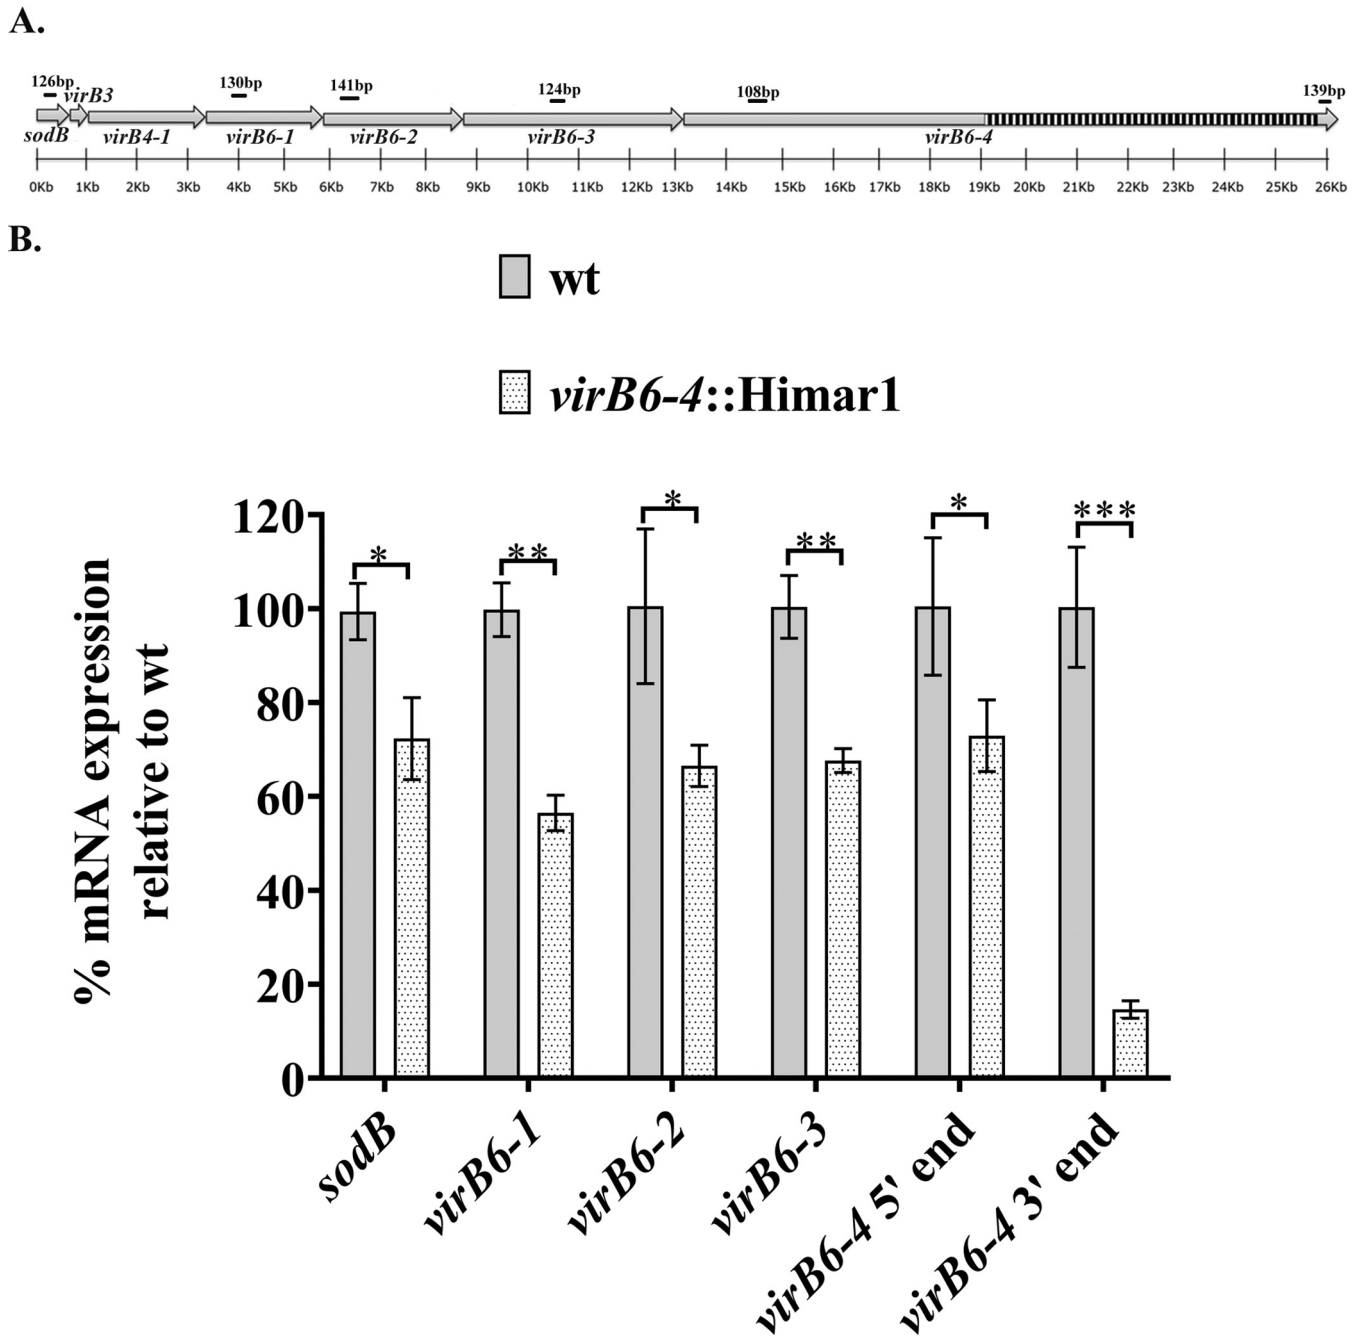 A.
126bp virB3 130bp 141bp 124bp 108bp 139bp
sodB virB4-1 virB6-1 virB6-2 virB6-3 virB6-4
0Kb 1Kb 2Kb 3Kb 4Kb 5Kb 6Kb 7Kb 8Kb 9Kb 10Kb 11Kb 12Kb 13Kb 14Kb 15Kb 16Kb 17Kb 18Kb 19Kb 20Kb 21Kb 22Kb 23Kb 24Kb 25Kb 26Kb
B.
wt
virB6-4::Himar1
% mRNA expression
relative to wt
120
100
80
60
40
20
0
* ** * ** * ***
sodB
virB6-1
virB6-2
virB6-3
virB6-4 5' end
virB6-4 3' end